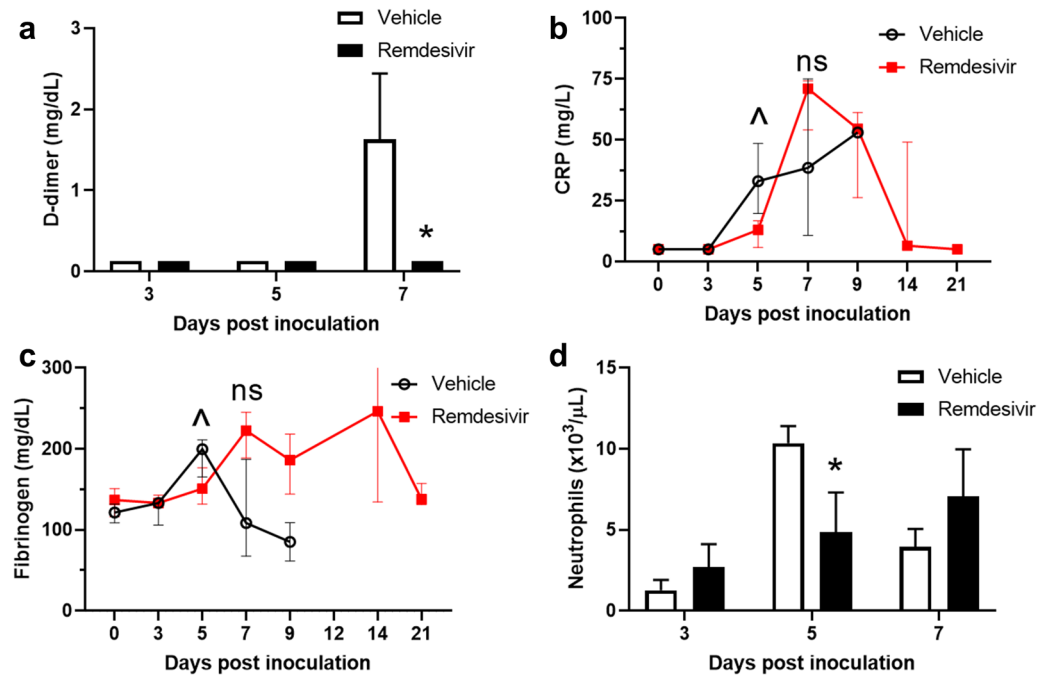 a
Vehicle
Remdesivir
D-dimer (mg/dL)
3
2
1
0
3 5 7
Days post inoculation
*
b
Vehicle
Remdesivir
CRP (mg/L)
100
75
50
25
0
^
ns
0 3 5 7 9 14 21
Days post inoculation
c
Vehicle
Remdesivir
Fibrinogen (mg/dL)
300
200
150
100
0
^
ns
0 3 5 7 9 12 14 21
Days post inoculation
d
Vehicle
Remdesivir
Neutrophils (x10³/µL)
15
10
5
0
*
3 5 7
Days post inoculation